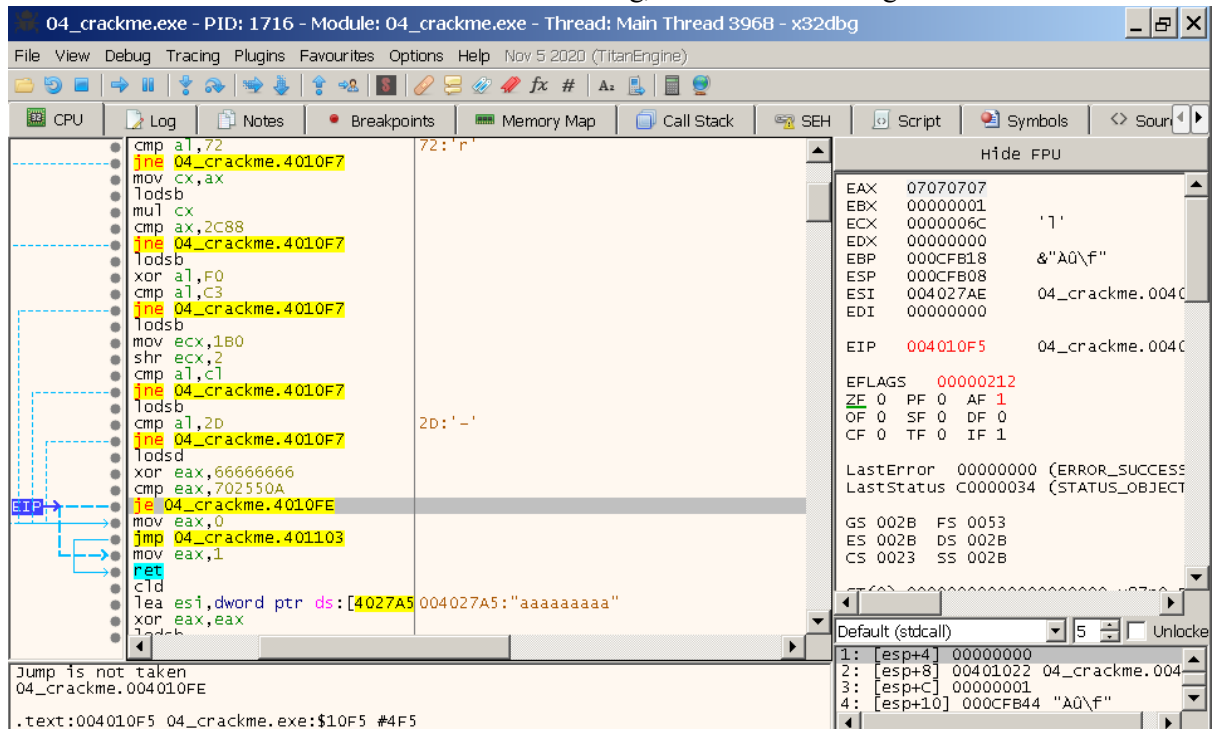 04_crackme.exe - PID: 1716 - Module: 04_crackme.exe - Thread: Main Thread 3968 - x32dbg
File View Debug Tracing Plugins Favourites Options Help Nov 5 2020 (TitanEngine)
CPU Log Notes Breakpoints Memory Map Call Stack SEH Script Symbols <> Sour
cmp al,72 72:'r'
jne 04_crackme.4010F7
mov cx,ax
lodsb
mul cx
cmp ax,2C88
jne 04_crackme.4010F7
lodsb
xor al,F0
cmp al,C3
jne 04_crackme.4010F7
lodsb
mov ecx,1B0
shr ecx,2
cmp al,cl
jne 04_crackme.4010F7
lodsb
cmp al,2D 2D:'-'
jne 04_crackme.4010F7
lodsd
xor eax,66666666
cmp eax,702550A
EIP je 04_crackme.4010FE
mov eax,0
jmp 04_crackme.401103
mov eax,1
ret
cld
lea esi,dword ptr ds:[4027A5 004027A5:"aaaaaaaaa"
xor eax,eax
Jump is not taken
04_crackme.004010FE
.text:004010F5 04_crackme.exe:$10F5 #4F5
Hide FPU
EAX 07070707
EBX 00000001
ECX 0000006C 'l'
EDX 00000000
EBP 000CFB18 &"Àû\f"
ESP 000CFB08
ESI 004027AE 04_crackme.0040
EDI 00000000
EIP 004010F5 04_crackme.0040
EFLAGS 00000212
ZF 0 PF 0 AF 1
OF 0 SF 0 DF 0
CF 0 TF 0 IF 1
LastError 00000000 (ERROR_SUCCESS
LastStatus C0000034 (STATUS_OBJECT
GS 002B FS 0053
ES 002B DS 002B
CS 0023 SS 002B
Default (stdcall) 5 Unlocke
1: [esp+4] 00000000
2: [esp+8] 00401022 04_crackme.004
3: [esp+C] 00000001
4: [esp+10] 000CFB44 "Àû\f"